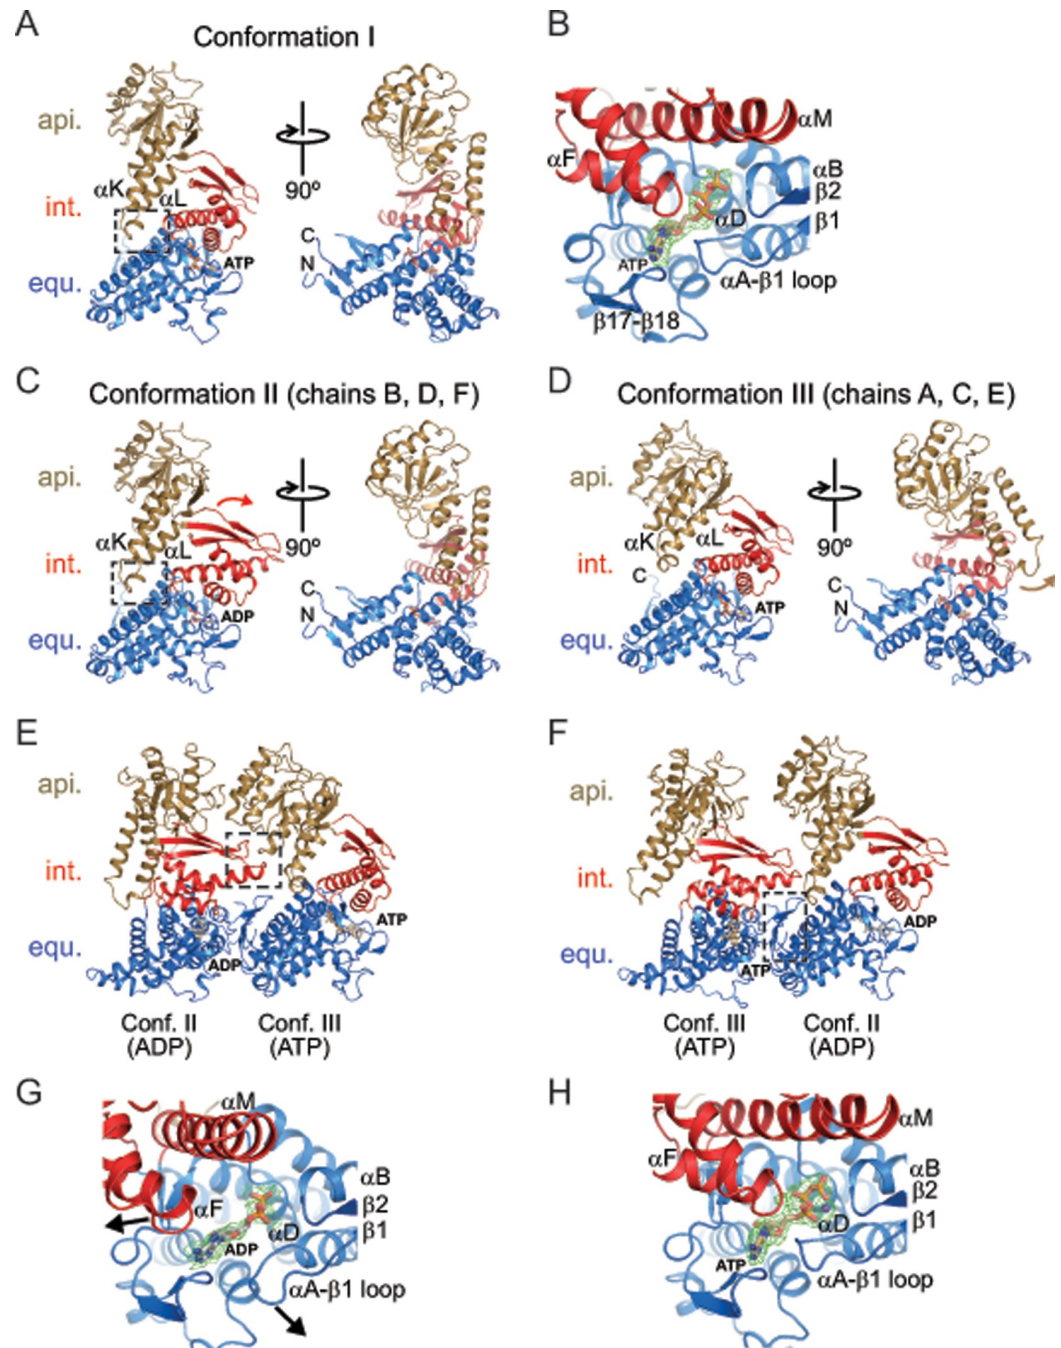 A
Conformation I
api.
αK
αL
int.
equ.
ATP
90º
C
N
B
αM
αF
αB
β2
αD
β1
ATP
αA-β1 loop
β17-β18
C
Conformation II (chains B, D, F)
api.
αK
αL
int.
equ.
ADP
90º
C
N
D
Conformation III (chains A, C, E)
api.
αK
αL
int.
C
equ.
ATP
90º
C
N
E
api.
int.
equ.
ATP
ADP
Conf. II
(ADP)
Conf. III
(ATP)
F
api.
int.
equ.
ADP
ATP
Conf. III
(ATP)
Conf. II
(ADP)
G
αM
αB
αF
β2
αD
β1
ADP
αA-β1 loop
H
αM
αF
αB
β2
αD
β1
ATP
αA-β1 loop